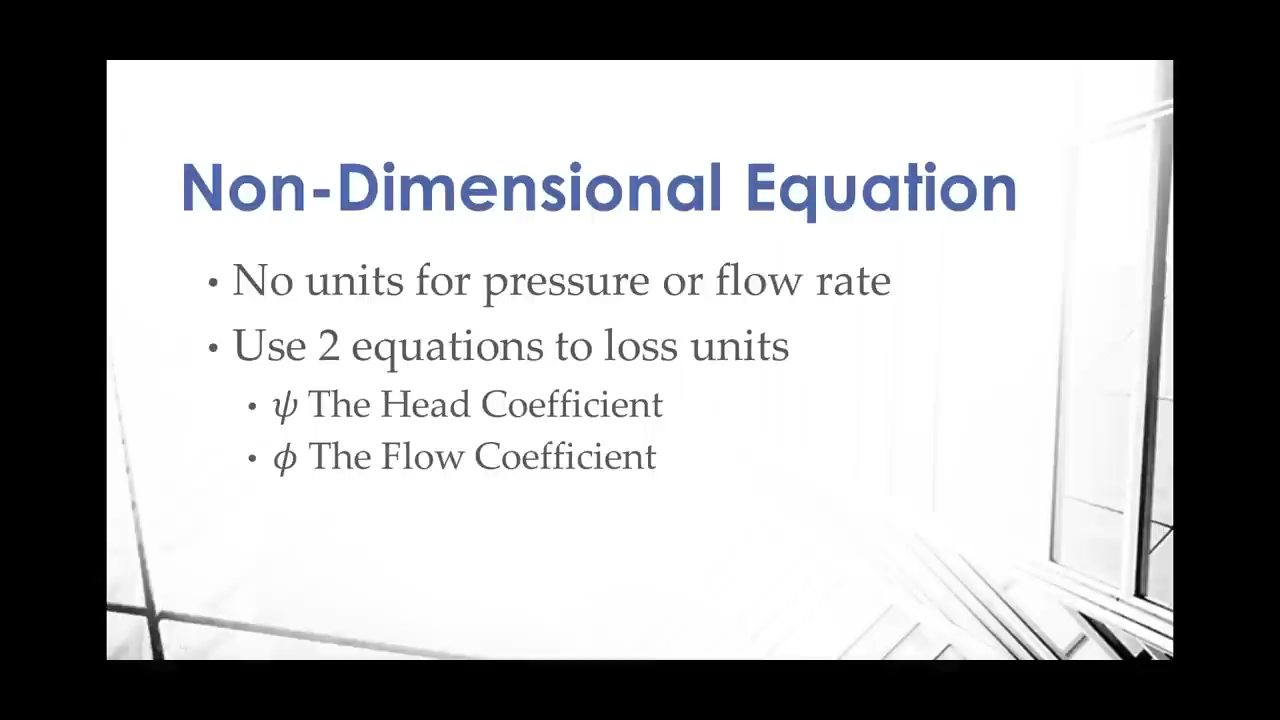 Non-Dimensional Equation
• No units for pressure or flow rate
• Use 2 equations to loss units
• ψ The Head Coefficient
• ϕ The Flow Coefficient